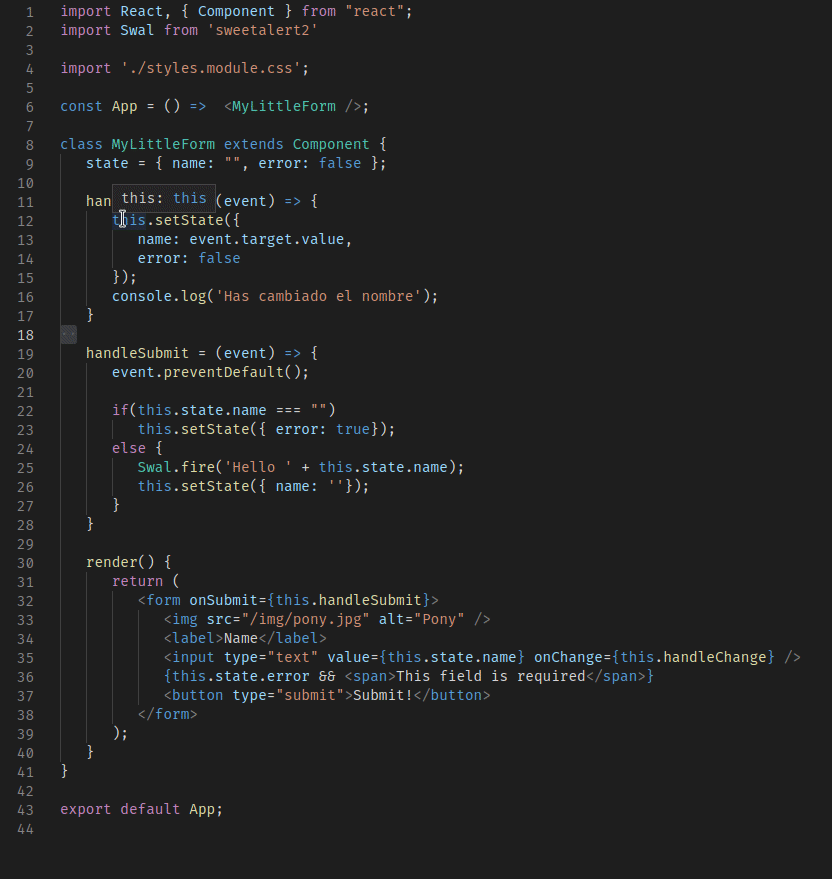 1 import React, { Component } from "react";
2 import Swal from 'sweetalert2'
3
4 import './styles.module.css';
5
6 const App = () =>  <MyLittleForm />;
7
8 class MyLittleForm extends Component {
9 state = { name: "", error: false };
10
this: this
11 han (event) => {
12 this.setState({
13 name: event.target.value,
14 error: false
15 });
16 console.log('Has cambiado el nombre');
17 }
18
19 handleSubmit = (event) => {
20 event.preventDefault();
21
22 if(this.state.name === "")
23 this.setState({ error: true});
24 else {
25 Swal.fire('Hello ' + this.state.name);
26 this.setState({ name: ''});
27 }
28 }
29
30 render() {
31 return (
32 <form onSubmit={this.handleSubmit}>
33 <img src="/img/pony.jpg" alt="Pony" />
34 <label>Name</label>
35 <input type="text" value={this.state.name} onChange={this.handleChange} />
36 {this.state.error && <span>This field is required</span>}
37 <button type="submit">Submit!</button>
38 </form>
39 );
40 }
41 }
42
43 export default App;
44